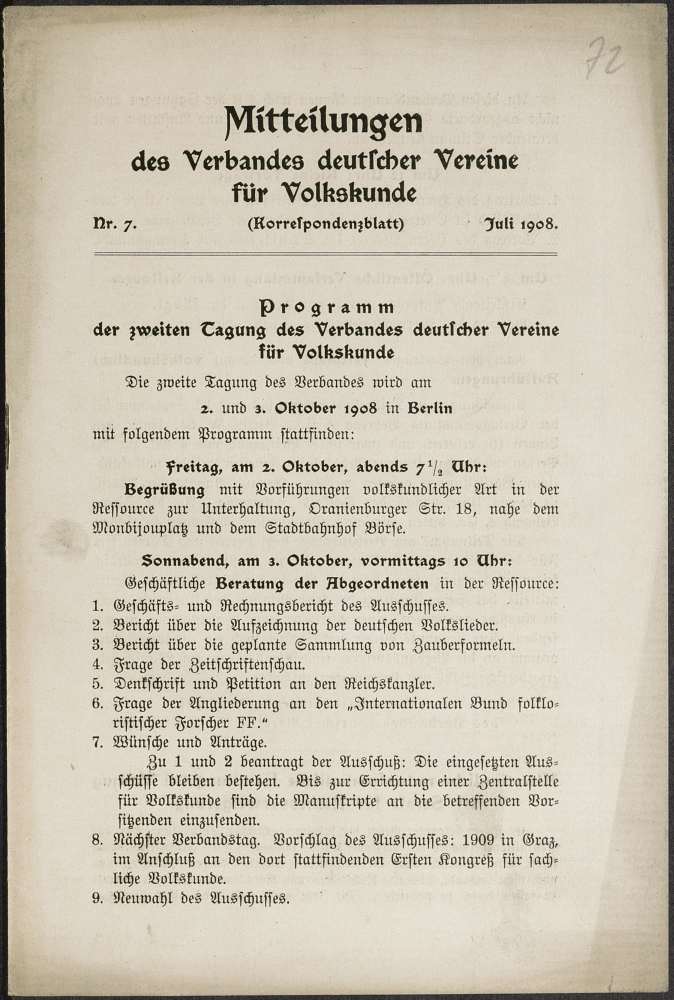 72
Mitteilungen
des Verbandes deutscher Vereine
für Volkskunde
Nr. 7. (Korrespondenzblatt) Juli 1908.
Programm
der zweiten Tagung des Verbandes deutscher Vereine
für Volkskunde
Die zweite Tagung des Verbandes wird am
2. und 3. Oktober 1908 in Berlin
mit folgendem Programm stattfinden:
Freitag, am 2. Oktober, abends 7 1/2 Uhr:
Begrüßung mit Vorführungen volkskundlicher Art in der
Ressource zur Unterhaltung, Oranienburger Str. 18, nahe dem
Monbijouplatz und dem Stadtbahnhof Börse.
Sonnabend, am 3. Oktober, vormittags 10 Uhr:
Geschäftliche Beratung der Abgeordneten in der Ressource:
1. Geschäfts- und Rechnungsbericht des Ausschusses.
2. Bericht über die Aufzeichnung der deutschen Volkslieder.
3. Bericht über die geplante Sammlung von Zauberformeln.
4. Frage der Zeitschriftenschau.
5. Denkschrift und Petition an den Reichskanzler.
6. Frage der Angliederung an den „Internationalen Bund folklo-
ristischer Forscher FF.“
7. Wünsche und Anträge.
Zu 1 und 2 beantragt der Ausschuß: Die eingesetzten Aus-
schüsse bleiben bestehen. Bis zur Errichtung einer Zentralstelle
für Volkskunde sind die Manuskripte an die betreffenden Vor-
sitzenden einzusenden.
8. Nächster Verbandstag. Vorschlag des Ausschusses: 1909 in Graz,
im Anschluß an den dort stattfindenden Ersten Kongreß für sach-
liche Volkskunde.
9. Neuwahl des Ausschusses.